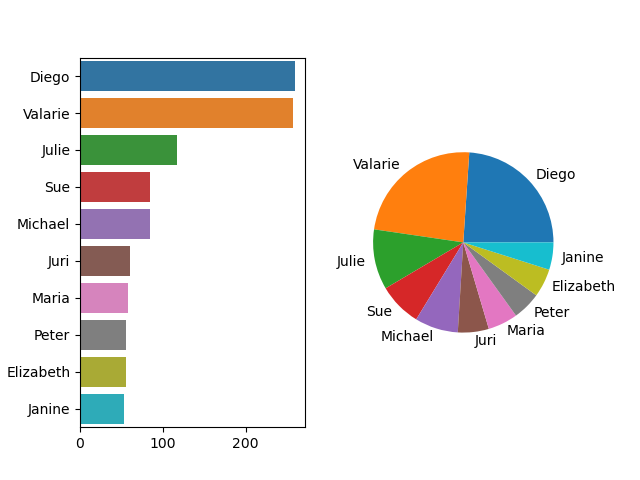 Diego
Valarie
Julie
Sue
Michael
Juri
Maria
Peter
Elizabeth
Janine
0 100 200
Diego
Valarie
Julie
Sue
Michael
Juri
Maria
Peter
Elizabeth
Janine